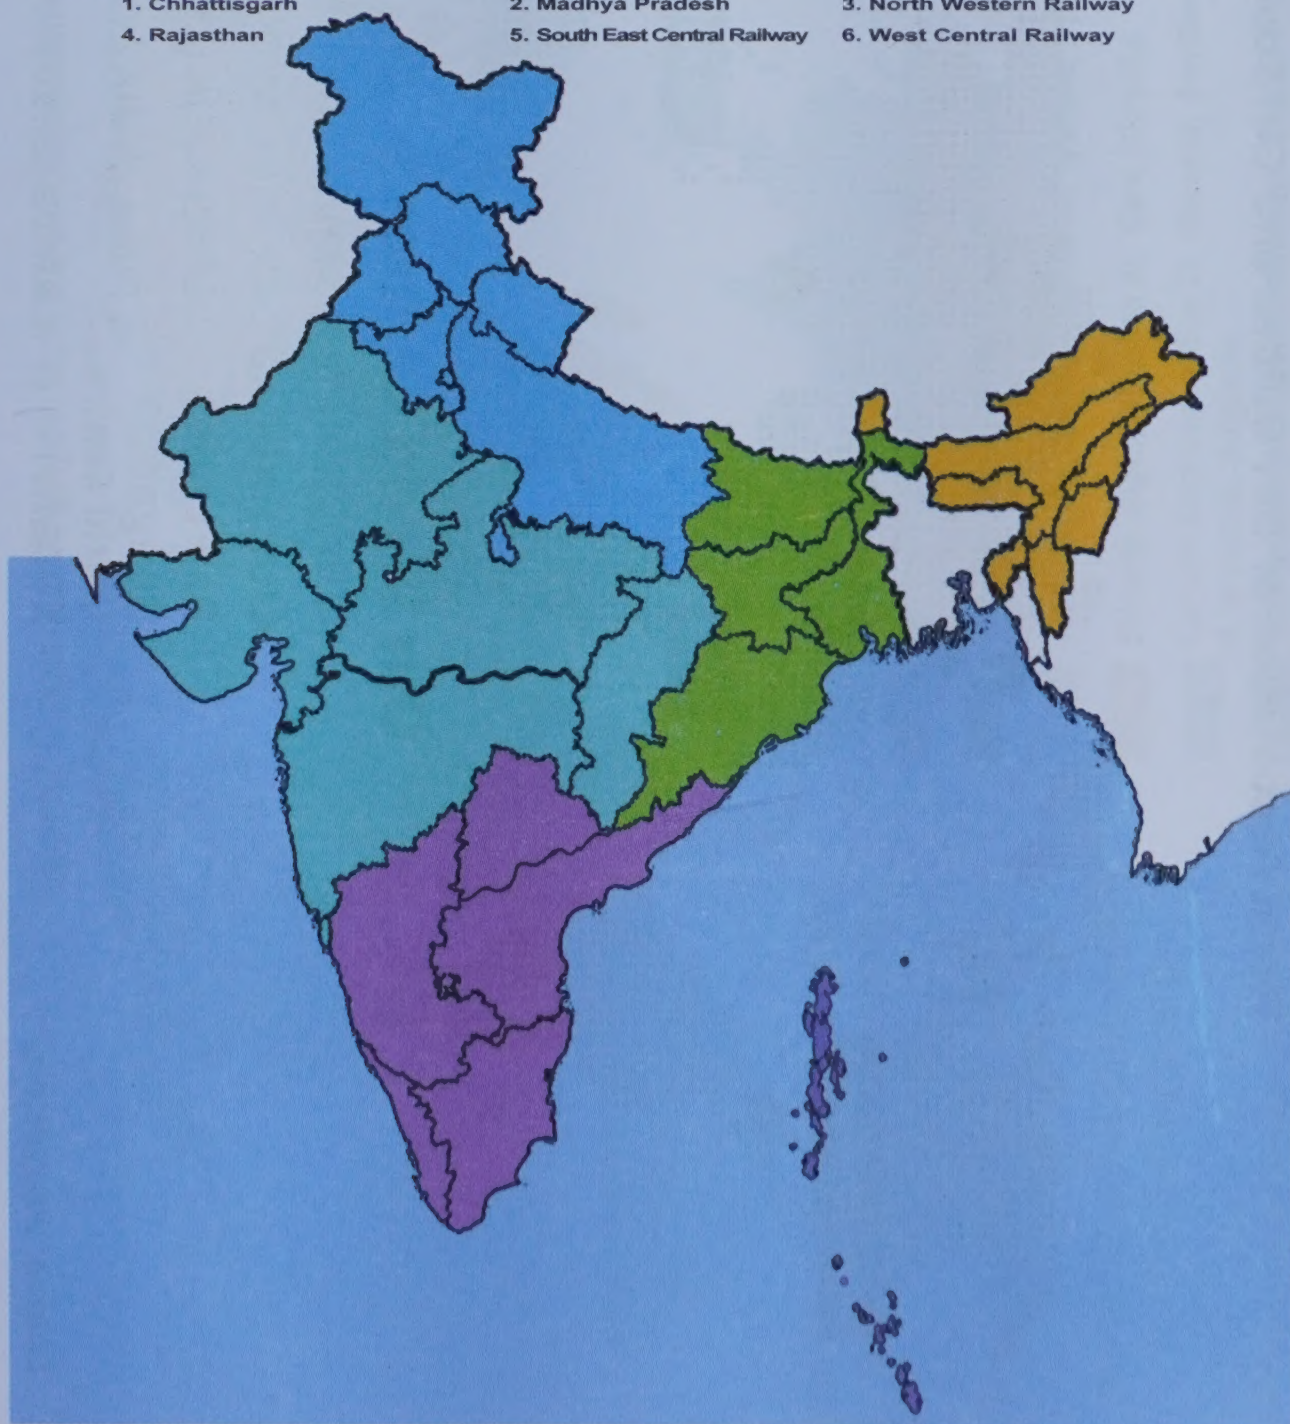 1. Chhattisgarh 2. Madhya Pradesh 3. North Western Railway
4. Rajasthan 5. South East Central Railway 6. West Central Railway